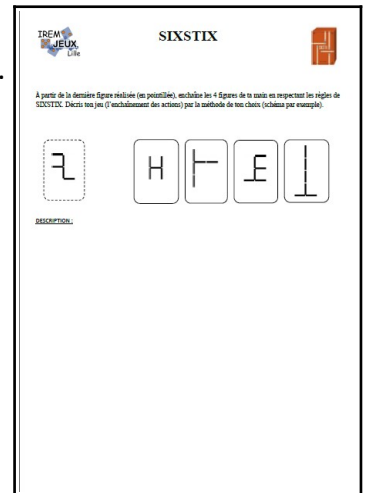 IREM
JEUX
Lille
SIXSTIX
À partir de la dernière figure réalisée (en pointillée), enchaîne les 4 figures de ta main en respectant les règles de
SIXSTIX. Décris ton jeu (l'enchaînement des actions) par la méthode de ton choix (schéma par exemple).
DESCRIPTION :